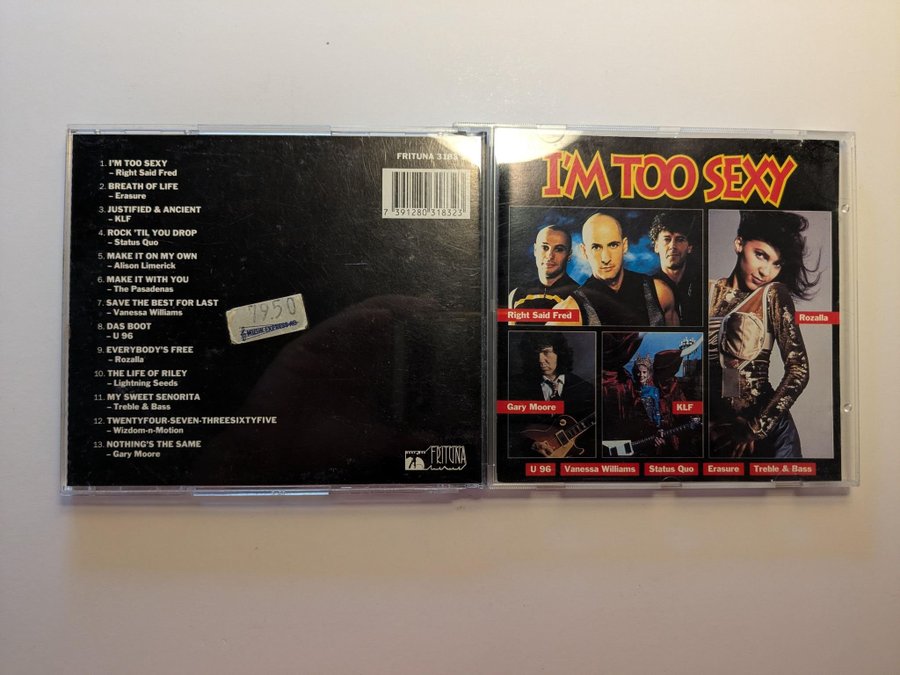 1. I'M TOO SEXY
– Right Said Fred
2. BREATH OF LIFE
– Erasure
3. JUSTIFIED & ANCIENT
– KLF
4. ROCK 'TIL YOU DROP
– Status Quo
5. MAKE IT ON MY OWN
– Alison Limerick
6. MAKE IT WITH YOU
– The Pasadenas
7. SAVE THE BEST FOR LAST
– Vanessa Williams
8. DAS BOOT
– U 96
9. EVERYBODY'S FREE
– Rozalla
10. THE LIFE OF RILEY
– Lightning Seeds
11. MY SWEET SENORITA
– Treble & Bass
12. TWENTYFOUR-SEVEN-THREESIXTYFIVE
– Wizdom-n-Motion
13. NOTHING'S THE SAME
– Gary Moore
FRITUNA
7 391280 318323
79.50
MUSIK EXPRESS AB
FRITUNA
I'M TOO SEXY
Right Said Fred
Rozalla
Gary Moore
KLF
U 96 Vanessa Williams Status Quo Erasure Treble & Bass